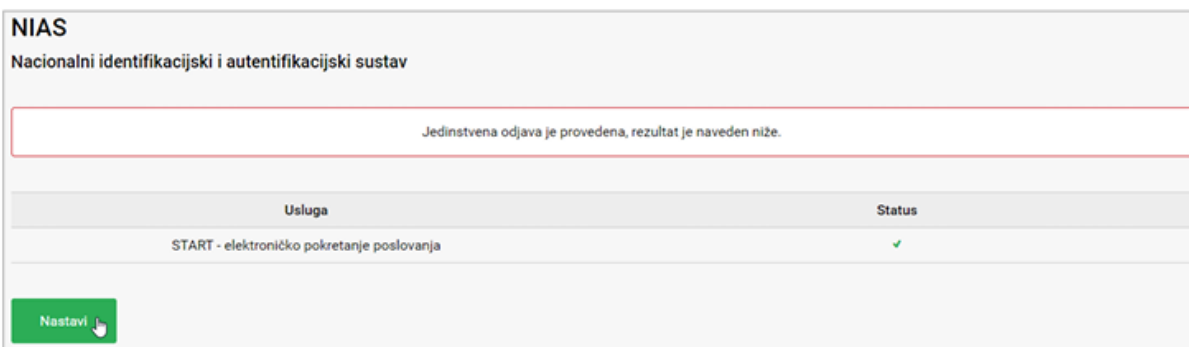 NIAS
Nacionalni identifikacijski i autentifikacijski sustav
Jedinstvena odjava je provedena, rezultat je naveden niže.
Usluga Status
START - elektroničko pokretanje poslovanja
Nastavi